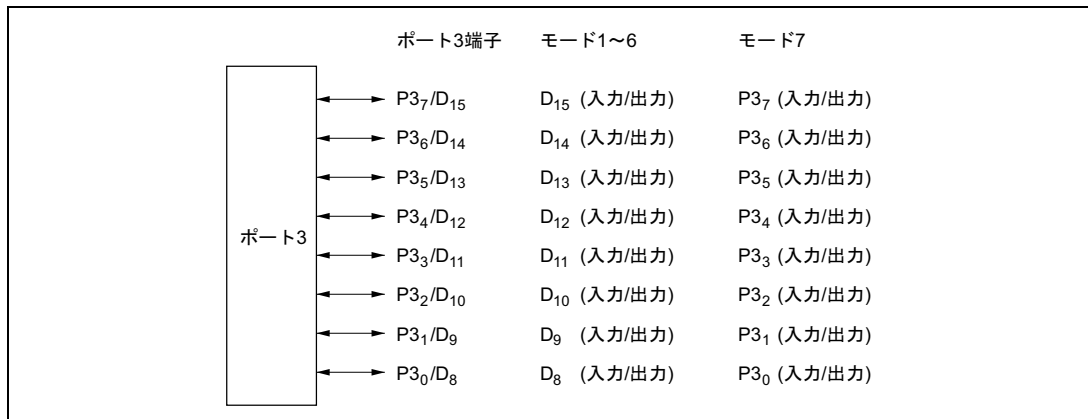 ポート3端子 モード1～6 モード7
P3₇/D₁₅ D₁₅ (入力/出力) P3₇ (入力/出力)
P3₆/D₁₄ D₁₄ (入力/出力) P3₆ (入力/出力)
P3₅/D₁₃ D₁₃ (入力/出力) P3₅ (入力/出力)
P3₄/D₁₂ D₁₂ (入力/出力) P3₄ (入力/出力)
ポート3
P3₃/D₁₁ D₁₁ (入力/出力) P3₃ (入力/出力)
P3₂/D₁₀ D₁₀ (入力/出力) P3₂ (入力/出力)
P3₁/D₉ D₉ (入力/出力) P3₁ (入力/出力)
P3₀/D₈ D₈ (入力/出力) P3₀ (入力/出力)